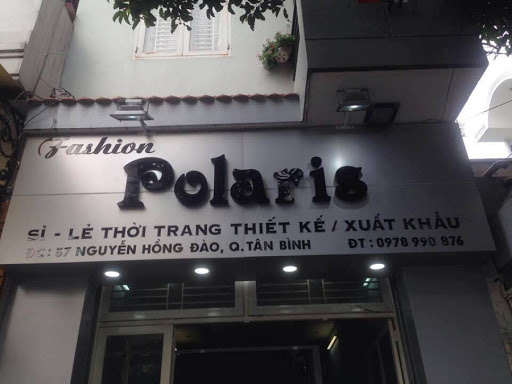 Fashion
Polaris
SỈ - LẺ THỜI TRANG THIẾT KẾ / XUẤT KHẨU
ĐC: 57 NGUYỄN HỒNG ĐÀO, Q.TÂN BÌNH ĐT : 0978 990 876